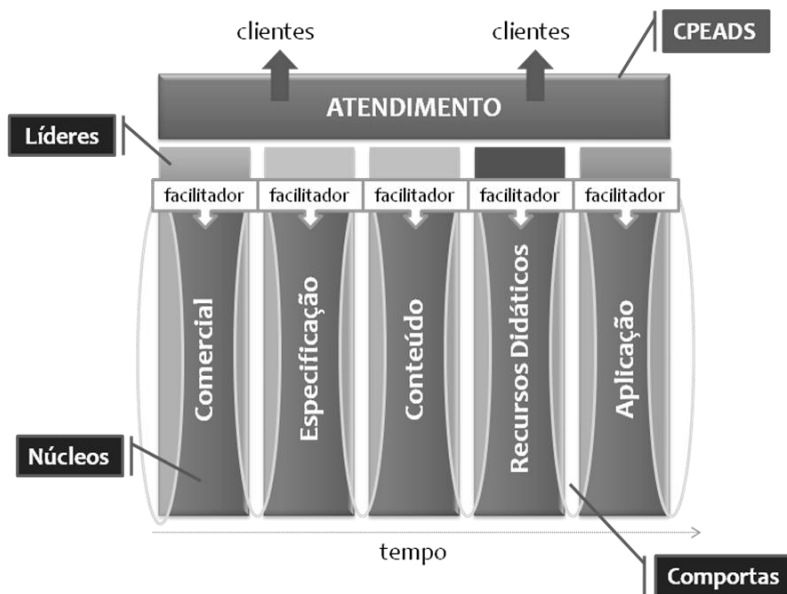 clientes
clientes
CPEADS
ATENDIMENTO
Líderes
facilitador
facilitador
facilitador
facilitador
facilitador
Comercial
Especificação
Conteúdo
Recursos Didáticos
Aplicação
Núcleos
tempo
Comportas